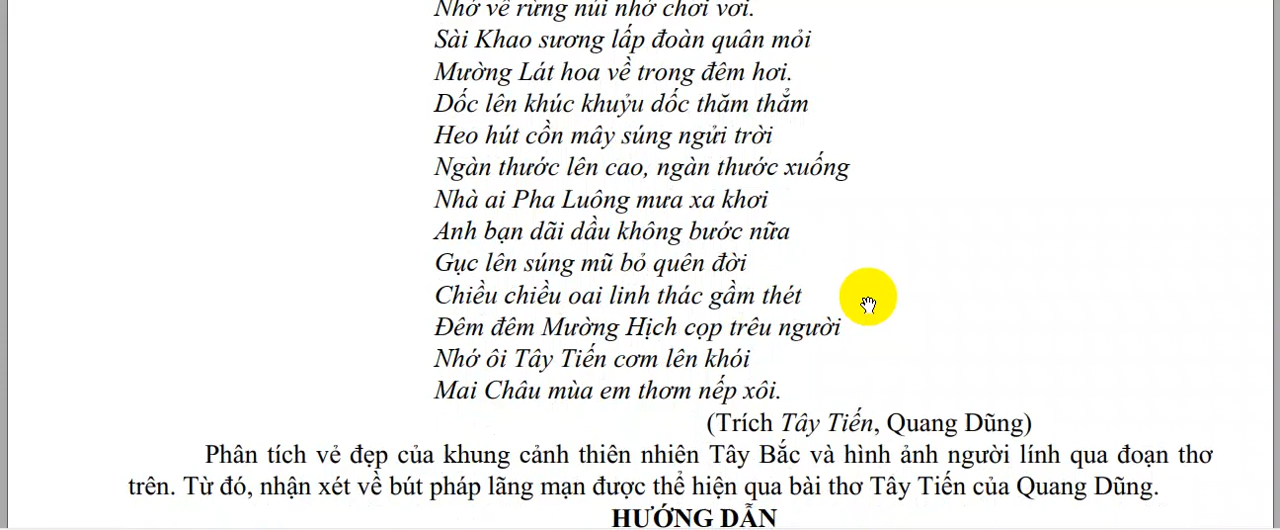 Nhớ về rừng núi nhớ chơi vơi.
Sài Khao sương lấp đoàn quân mỏi
Mường Lát hoa về trong đêm hơi.
Dốc lên khúc khuỷu dốc thăm thẳm
Heo hút cồn mây súng ngửi trời
Ngàn thước lên cao, ngàn thước xuống
Nhà ai Pha Luông mưa xa khơi
Anh bạn dãi dầu không bước nữa
Gục lên súng mũ bỏ quên đời
Chiều chiều oai linh thác gầm thét
Đêm đêm Mường Hịch cọp trêu người
Nhớ ôi Tây Tiến cơm lên khói
Mai Châu mùa em thơm nếp xôi.
(Trích Tây Tiến, Quang Dũng)
Phân tích vẻ đẹp của khung cảnh thiên nhiên Tây Bắc và hình ảnh người lính qua đoạn thơ
trên. Từ đó, nhận xét về bút pháp lãng mạn được thể hiện qua bài thơ Tây Tiến của Quang Dũng.
HƯỚNG DẪN